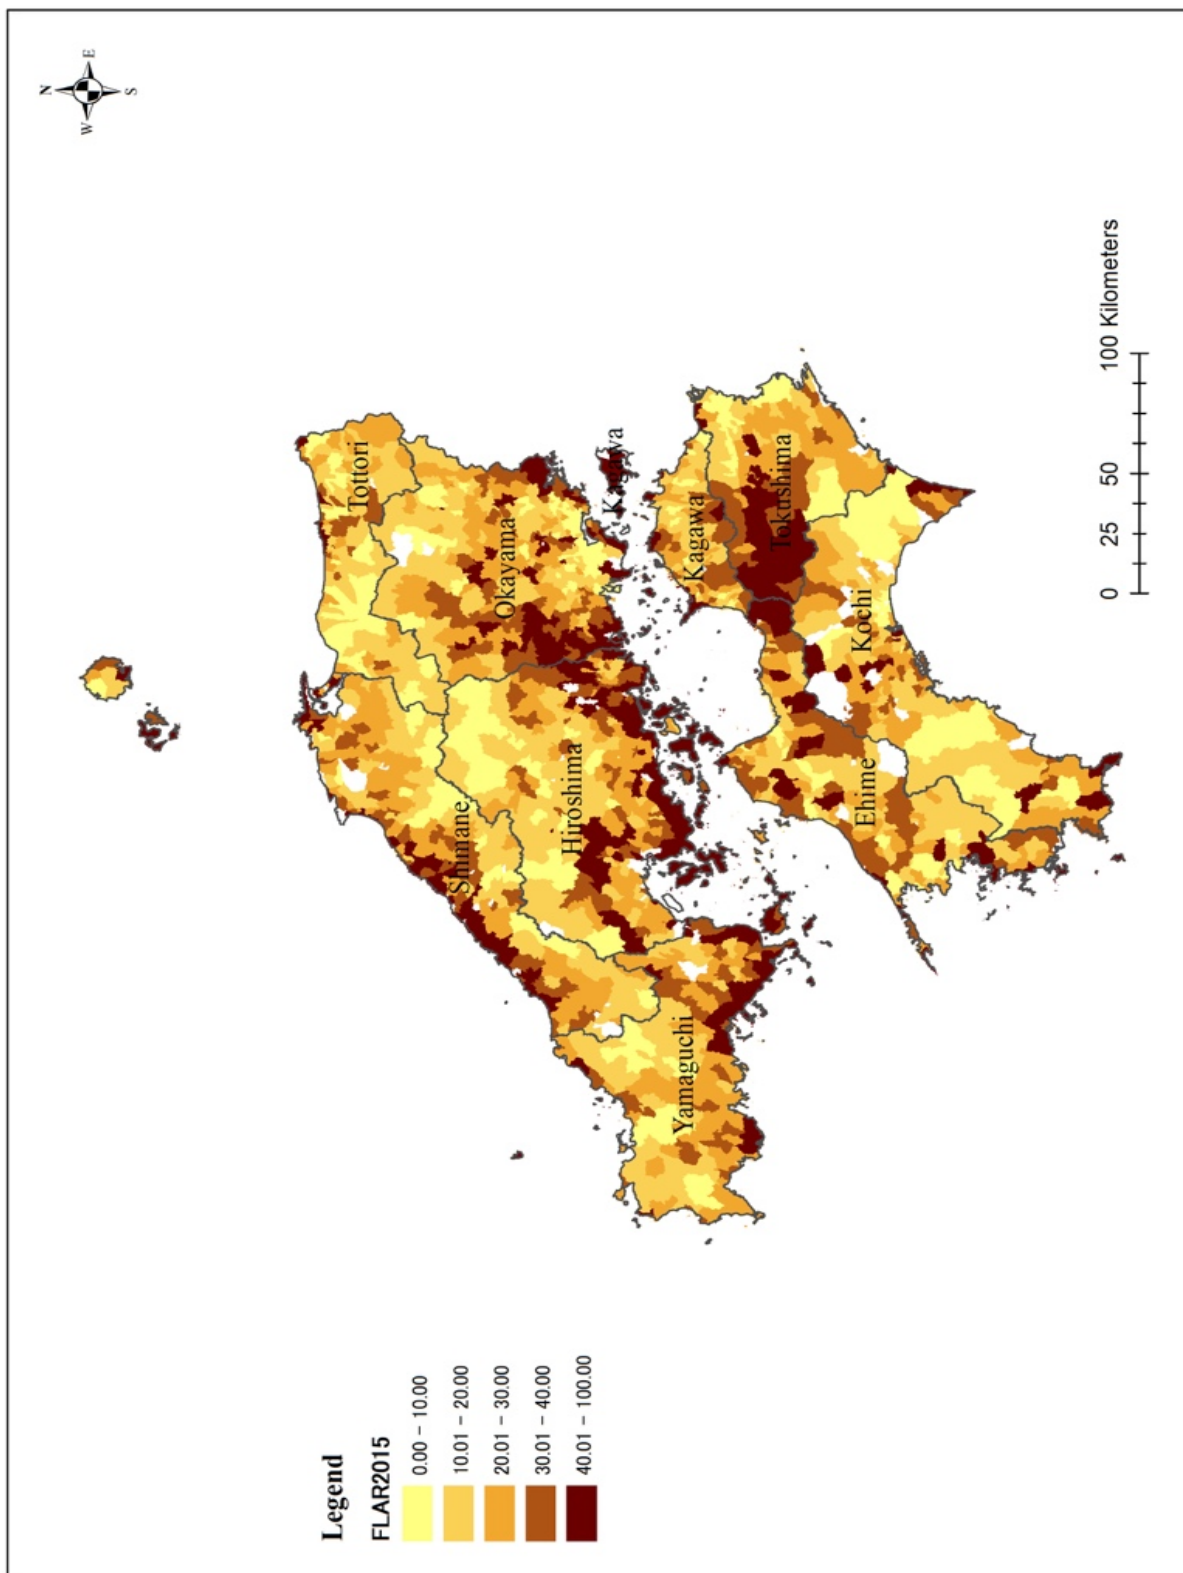 N
W
E
S
Tottori
Okayama
Kagawa
Shimane
Hiroshima
Kagawa
Tokushima
Yamaguchi
Ehime
Kochi
Legend
FLAR2015
0.00 – 10.00
10.01 – 20.00
20.01 – 30.00
30.01 – 40.00
40.01 – 100.00
0 25 50 100 Kilometers